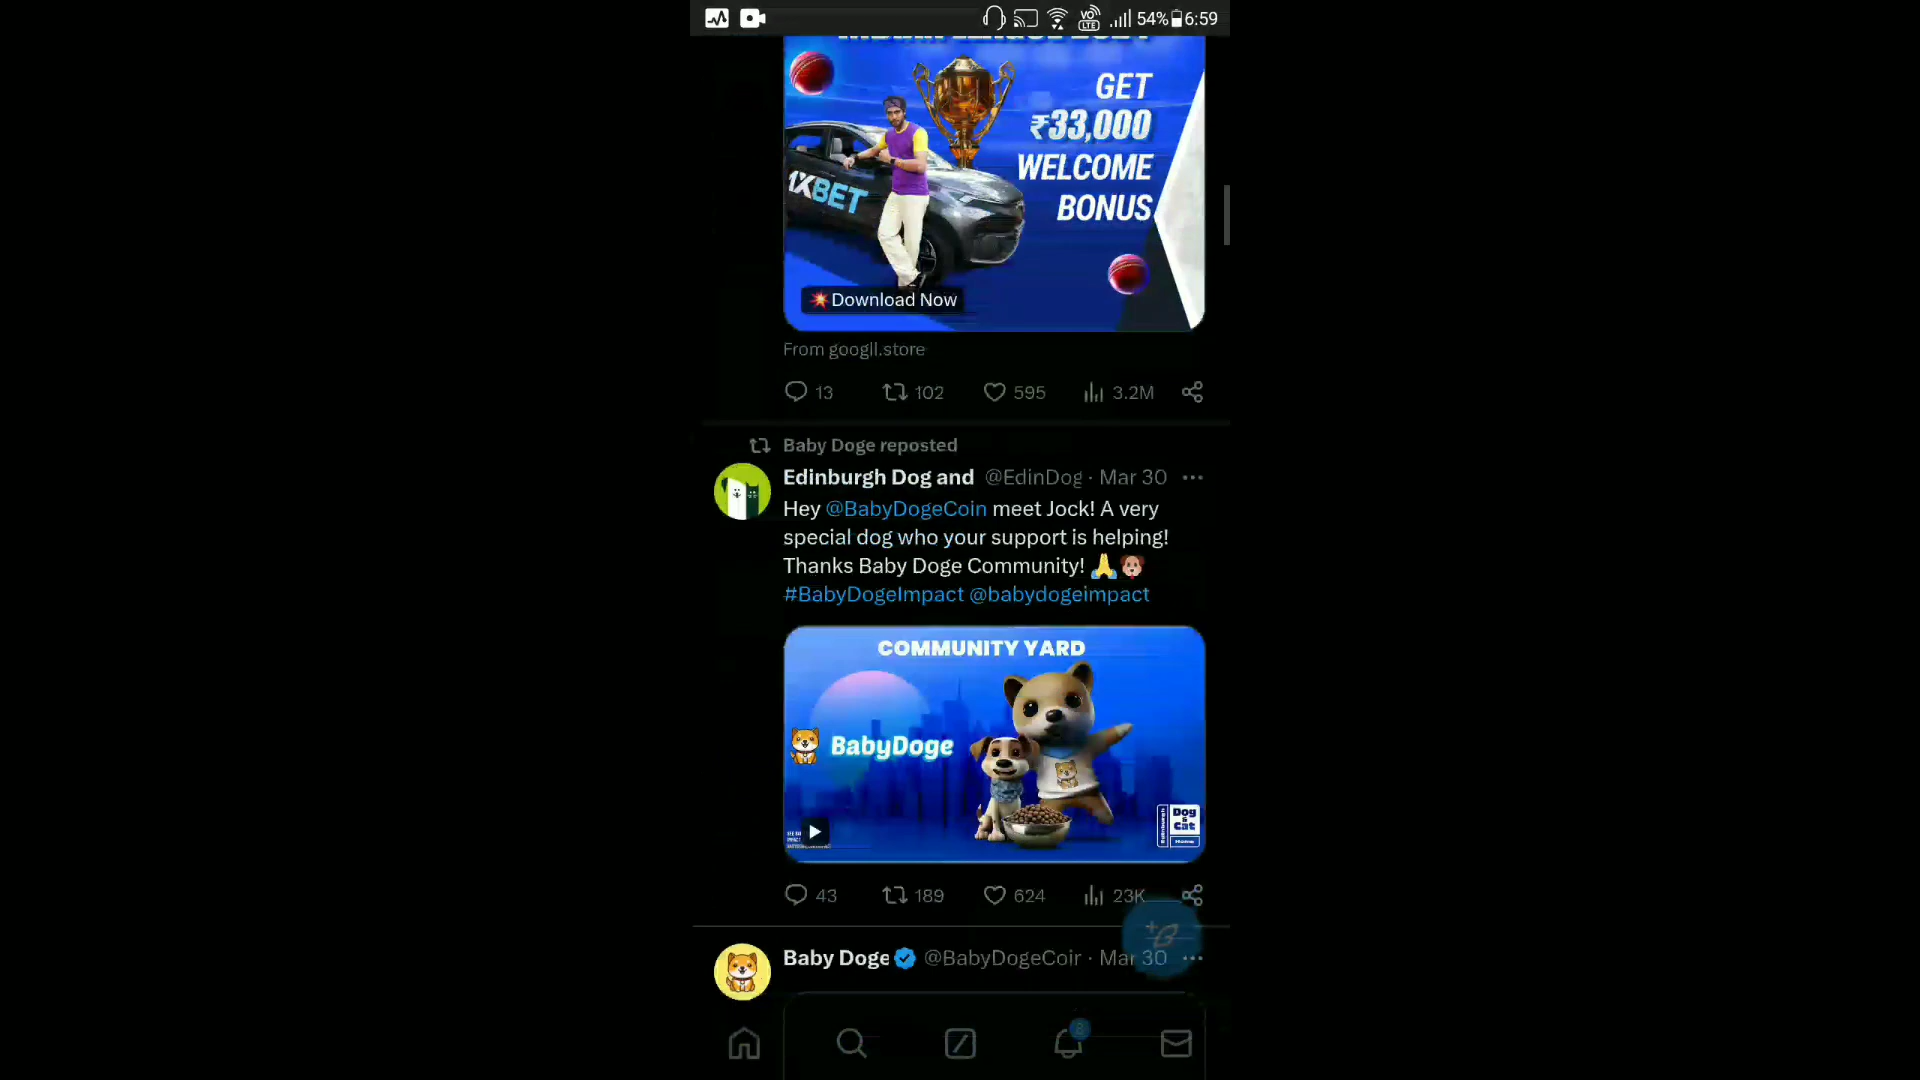 54% 6:59
GET
₹33,000
WELCOME
BONUS
1XBET
💥Download Now
From googll.store
13 102 595 3.2M
Baby Doge reposted
Edinburgh Dog and @EdinDog · Mar 30 ···
Hey @BabyDogeCoin meet Jock! A very
special dog who your support is helping!
Thanks Baby Doge Community! 🙏🐶
#BabyDogeImpact @babydogeimpact
COMMUNITY YARD
BabyDoge
Dog
&
Cat
Home
43 189 624 23K
Baby Doge @BabyDogeCoir · Mar 30 ···